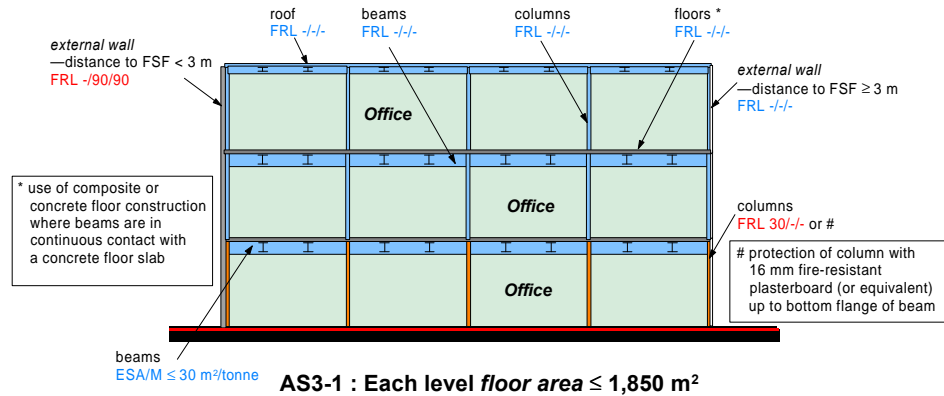 roof
FRL -/-/-
beams
FRL -/-/-
columns
FRL -/-/-
floors *
FRL -/-/-
external wall
—distance to FSF < 3 m
FRL -/90/90
external wall
—distance to FSF ≥ 3 m
FRL -/-/-
Office
* use of composite or
concrete floor construction
where beams are in
continuous contact with
a concrete floor slab
Office
columns
FRL 30/-/- or #
# protection of column with
16 mm fire-resistant
plasterboard (or equivalent)
up to bottom flange of beam
Office
beams
ESA/M ≤ 30 m²/tonne
AS3-1 : Each level floor area ≤ 1,850 m²